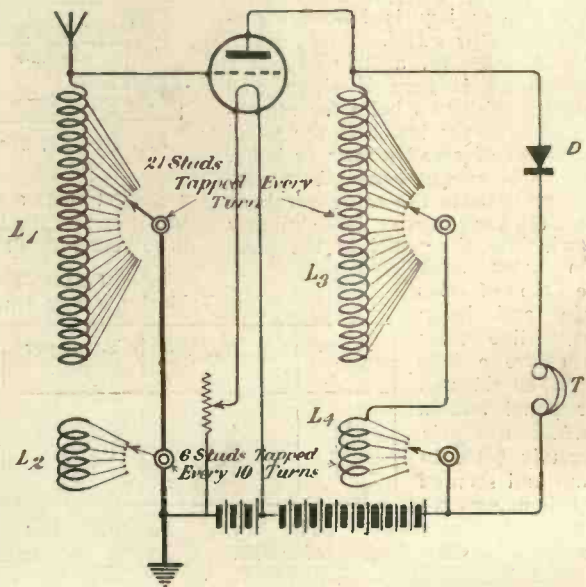 21 Studs
Tapped Every
Turn
L1
L3
D
T
L2
L4
6 Studs Tapped
Every 10 Turns